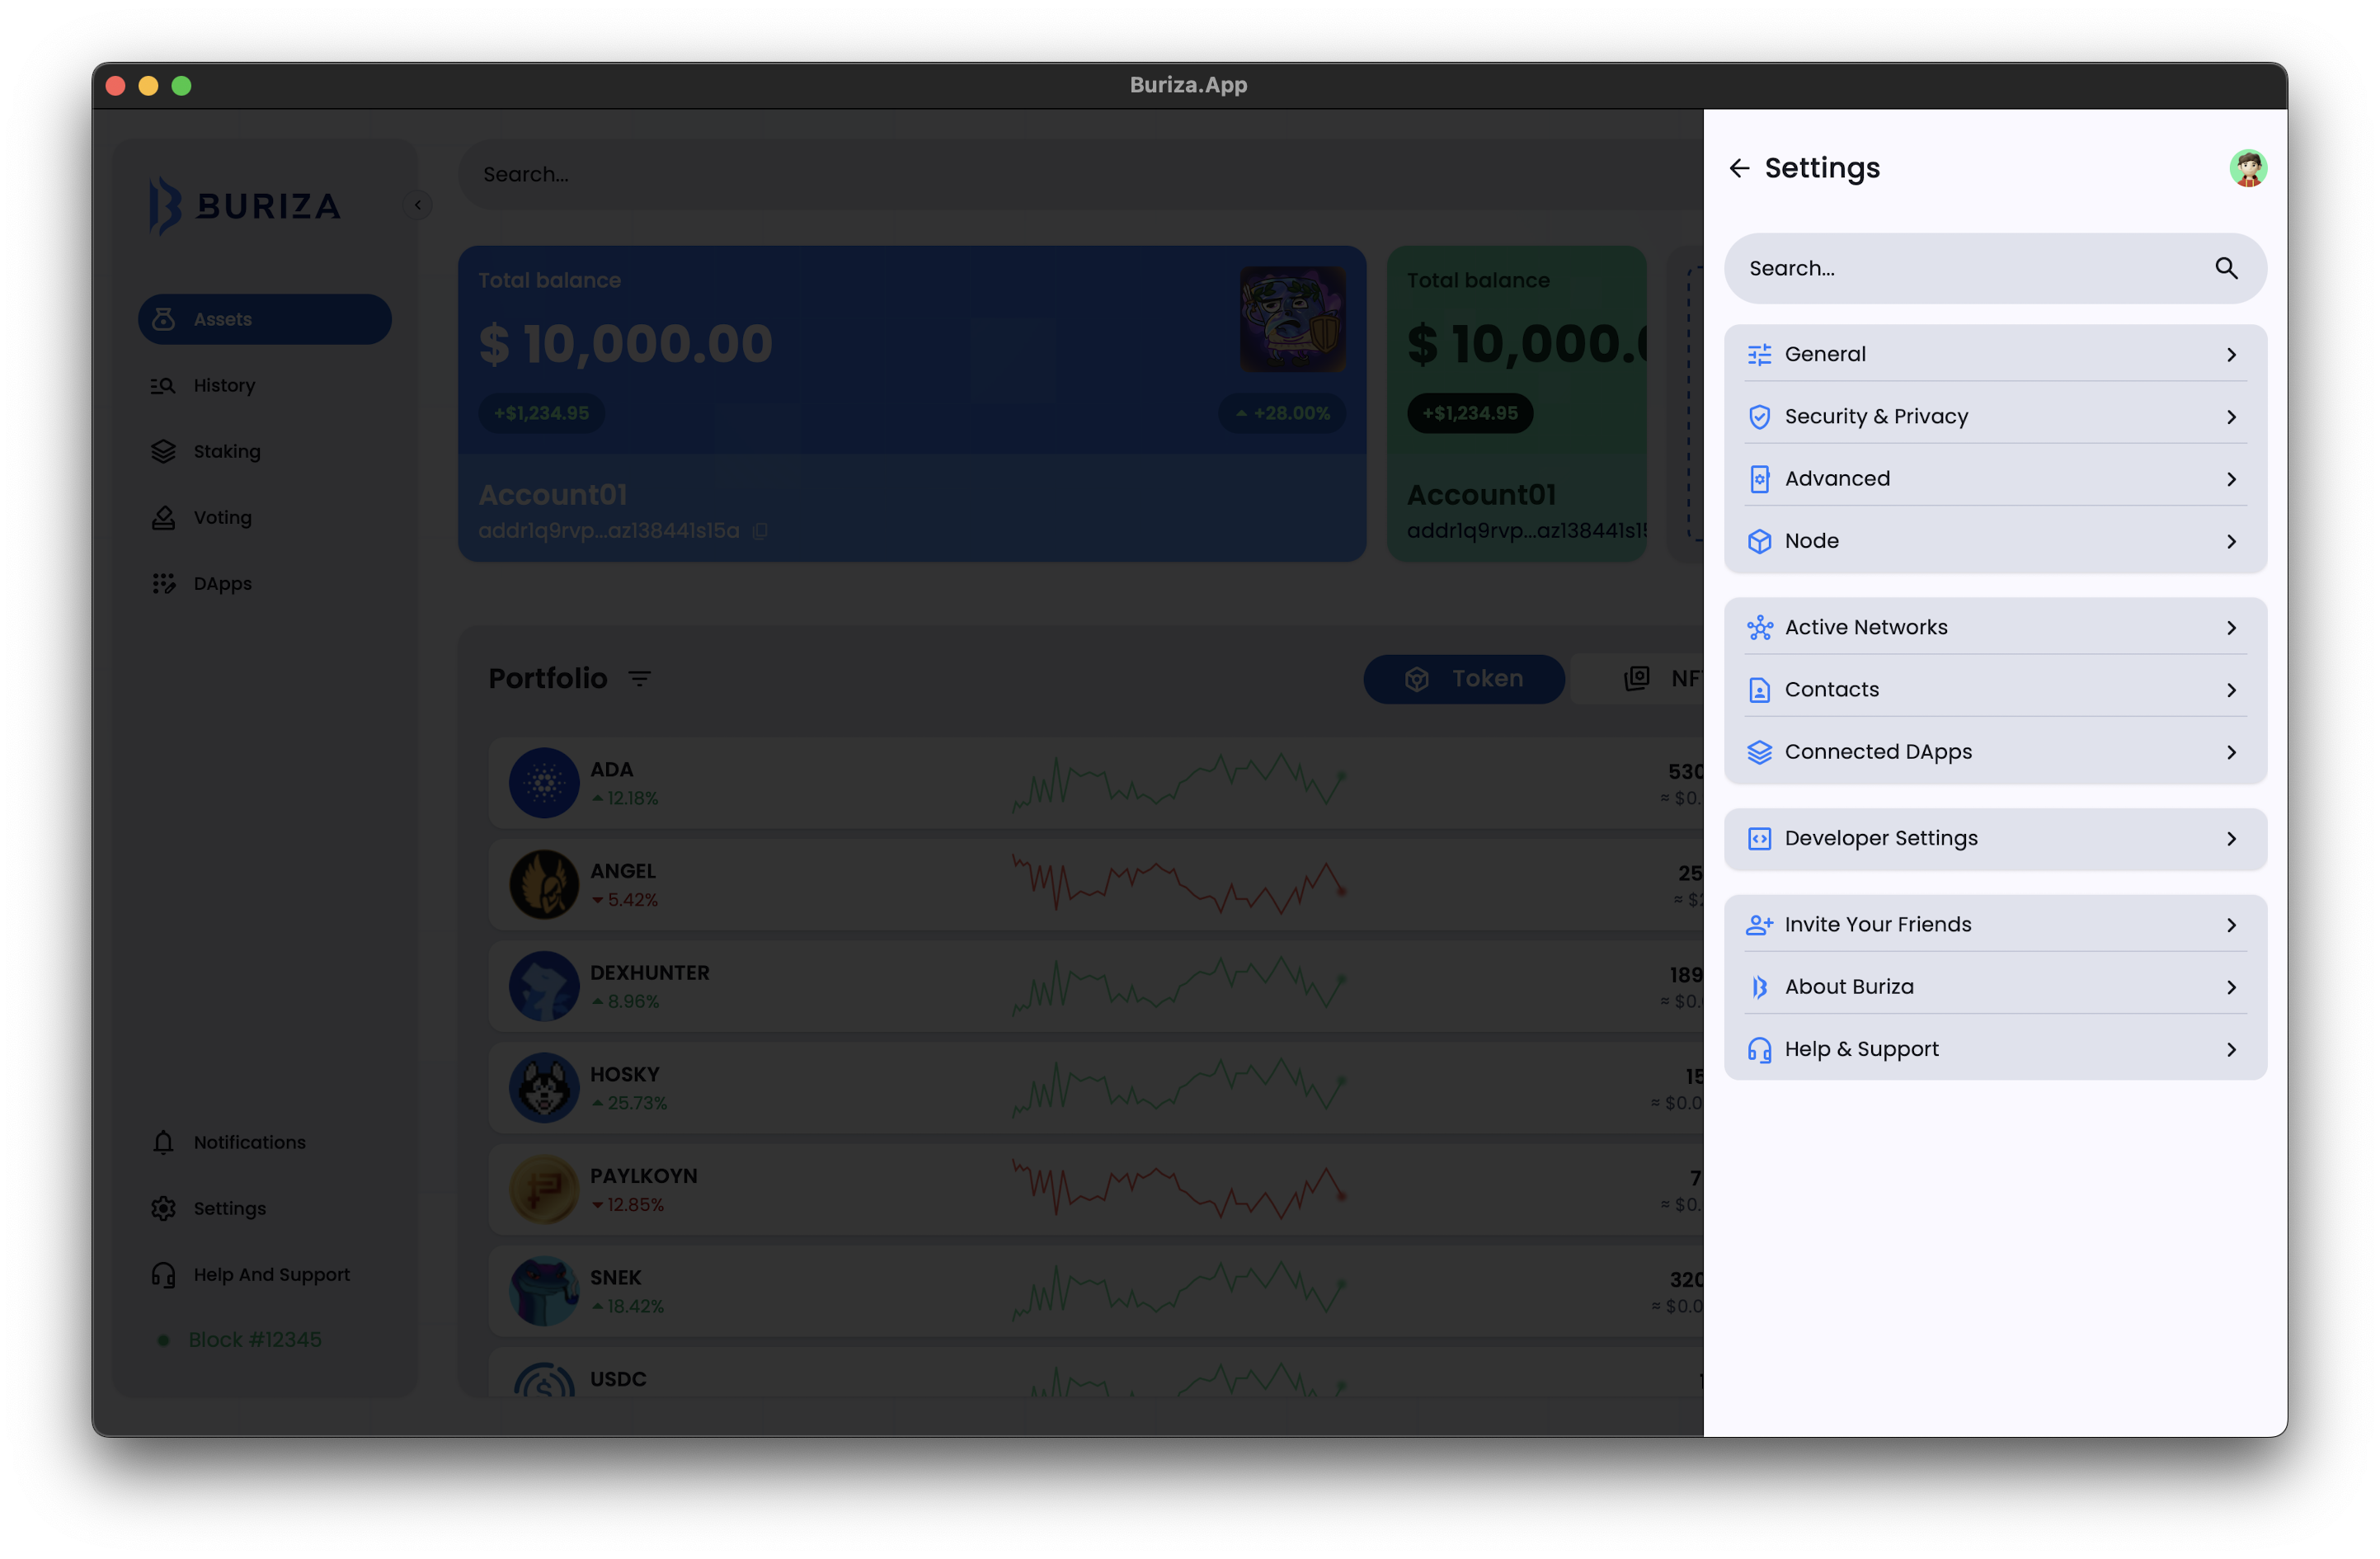 Buriza.App
BURIZA
Assets
History
Staking
Voting
DApps
Notifications
Settings
Help And Support
Block #12345
Search...
Total balance
$ 10,000.00
+$1,234.95
+28.00%
Account01
addr1q9rvp...az138441s15a
Total balance
$ 10,000.
+$1,234.95
Account01
addr1q9rvp...az138441s1
Portfolio
Token
NF
ADA
12.18%
530
≈ $0.
ANGEL
5.42%
25
≈ $
DEXHUNTER
8.96%
189
≈ $0.
HOSKY
25.73%
15
≈ $0.0
PAYLKOYN
12.85%
7
≈ $0.
SNEK
18.42%
320
≈ $0.0
USDC
Settings
Search...
General
Security & Privacy
Advanced
Node
Active Networks
Contacts
Connected DApps
Developer Settings
Invite Your Friends
About Buriza
Help & Support